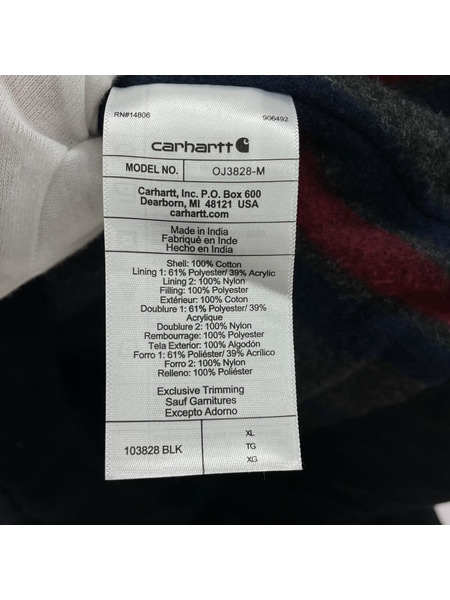 RN#14806 906492
carhartt
MODEL NO. OJ3828-M
Carhartt, Inc. P.O. Box 600
Dearborn, MI 48121 USA
carhartt.com
Made in India
Fabriqué en Inde
Hecho en India
Shell: 100% Cotton
Lining 1: 61% Polyester/ 39% Acrylic
Lining 2: 100% Nylon
Filling: 100% Polyester
Extérieur: 100% Coton
Doublure 1: 61% Polyester/ 39%
Acrylique
Doublure 2: 100% Nylon
Rembourrage: 100% Polyester
Tela Exterior: 100% Algodón
Forro 1: 61% Poliéster/ 39% Acrílico
Forro 2: 100% Nylon
Relleno: 100% Poliéster
Exclusive Trimming
Sauf Garnitures
Excepto Adorno
103828 BLK
XL
TG
XG